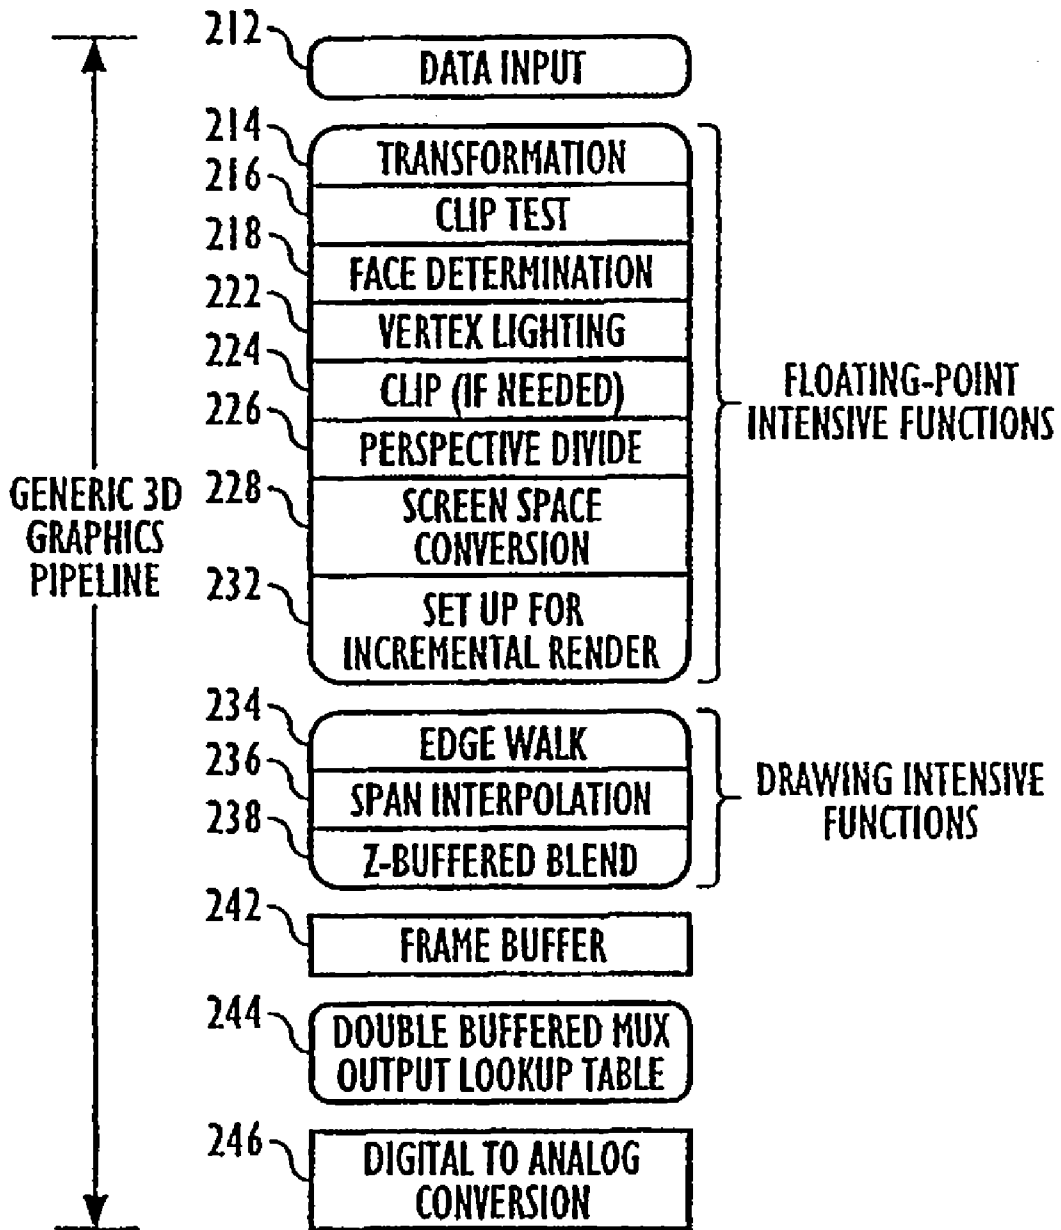 212
DATA INPUT
214
TRANSFORMATION
216
CLIP TEST
218
FACE DETERMINATION
222
VERTEX LIGHTING
224
CLIP (IF NEEDED)
226
PERSPECTIVE DIVIDE
228
SCREEN SPACE
CONVERSION
232
SET UP FOR
INCREMENTAL RENDER
FLOATING-POINT
INTENSIVE FUNCTIONS
GENERIC 3D
GRAPHICS
PIPELINE
234
EDGE WALK
236
SPAN INTERPOLATION
238
Z-BUFFERED BLEND
DRAWING INTENSIVE
FUNCTIONS
242
FRAME BUFFER
244
DOUBLE BUFFERED MUX
OUTPUT LOOKUP TABLE
246
DIGITAL TO ANALOG
CONVERSION